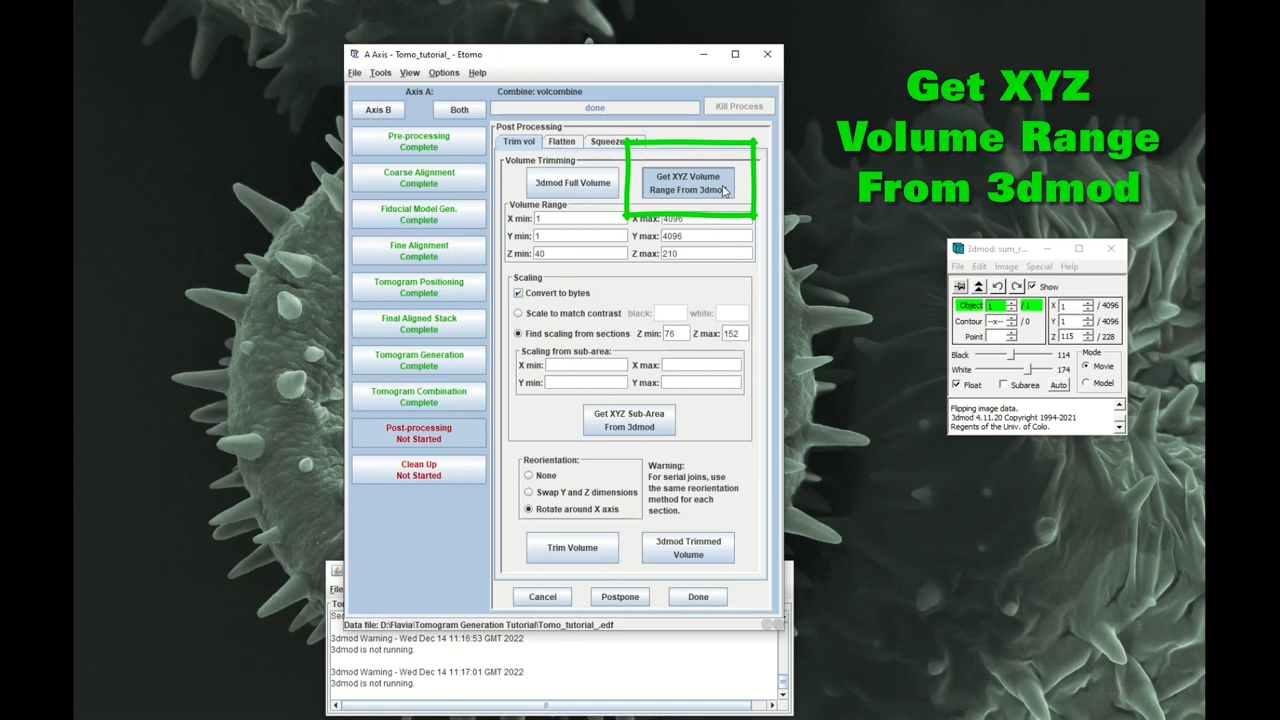 A Axis - Tomo_tutorial_ - Etomo
File Tools View Options Help
Axis A:
Axis B
Both
Combine: volcombine
done
Kill Process
Pre-processing
Complete
Coarse Alignment
Complete
Fiducial Model Gen.
Complete
Fine Alignment
Complete
Tomogram Positioning
Complete
Final Aligned Stack
Complete
Tomogram Generation
Complete
Tomogram Combination
Complete
Post-processing
Not Started
Clean Up
Not Started
Post Processing
Trim vol Flatten
Volume Trimming
3dmod Full Volume
Get XYZ Volume
Range From 3dmod
Volume Range
X min: 1 X max: 4096
Y min: 1 Y max: 4096
Z min: 40 Z max: 210
Scaling
Convert to bytes
Scale to match contrast black: white:
Find scaling from sections Z min: 76 Z max: 152
Scaling from sub-area:
X min: X max:
Y min: Y max:
Get XYZ Sub-Area
From 3dmod
Reorientation:
None
Swap Y and Z dimensions
Rotate around X axis
Warning:
For serial joins, use
the same reorientation
method for each
section.
Trim Volume
3dmod Trimmed
Volume
Cancel Postpone Done
Data file: D:\Flavia\Tomogram Generation Tutorial\Tomo_tutorial_.edf
3dmod Warning - Wed Dec 14 11:16:53 GMT 2022
3dmod is not running.
3dmod Warning - Wed Dec 14 11:17:01 GMT 2022
3dmod is not running.
Get XYZ
Volume Range
From 3dmod
3dmod: sum_r...
File Edit Image Special Help
Show
Object 1 / 1
Contour --x-- / 0
Point
X 1 / 4096
Y 1 / 4096
Z 115 / 228
Black 114
White 174
Float Subarea Auto
Mode
Movie
Model
Flipping image data.
3dmod 4.11.20 Copyright 1994-2021
Regents of the Univ. of Colo.